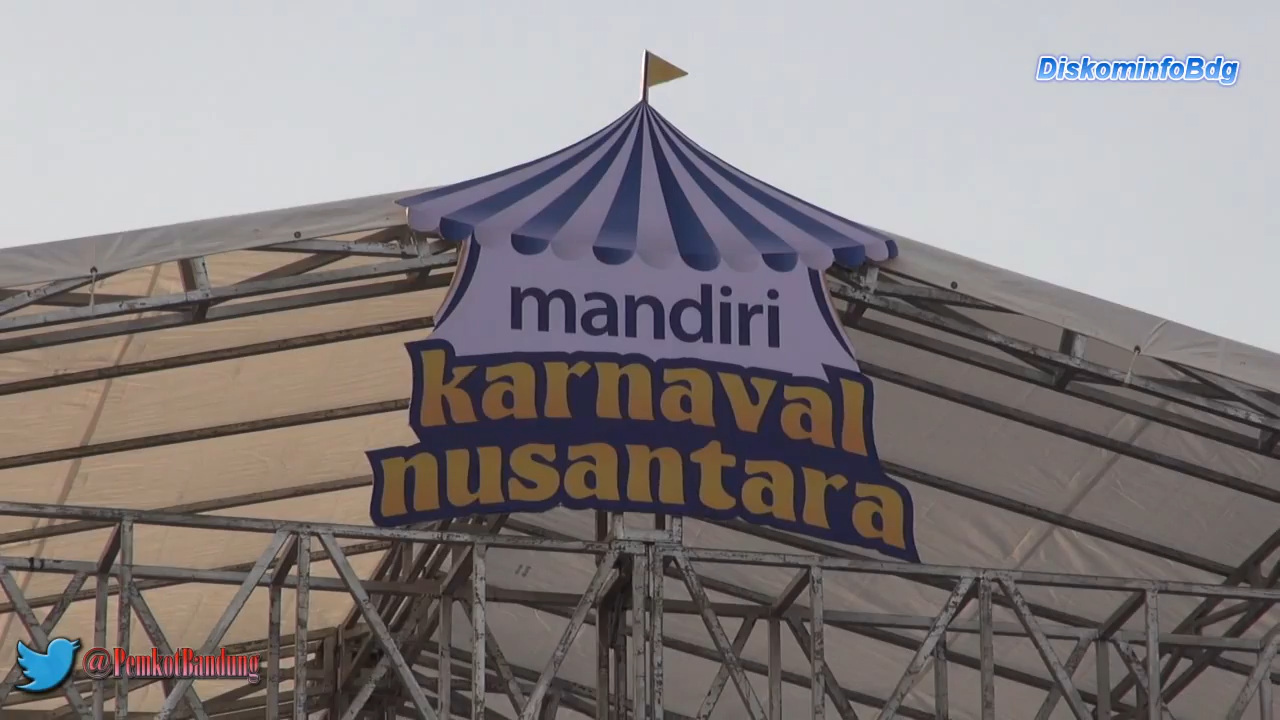 DiskominfoBdg
mandiri
karnaval
nusantara
@PemkotBandung